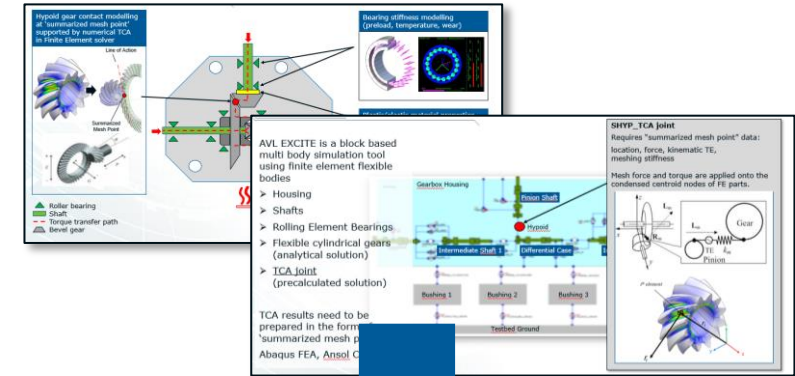 Hypoid gear contact modelling
at 'summarized mesh point'
supported by numerical TCA
in Finite Element solver
Line of Action
Summarized
Mesh Point
Roller bearing
Shaft
Torque transfer path
Bevel gear
Bearing stiffness modelling
(preload, temperature, wear)
AVL EXCITE is a block based
multi body simulation tool
using finite element flexible
bodies
➢ Housing
➢ Shafts
➢ Rolling Element Bearings
➢ Flexible cylindrical gears
(analytical solution)
➢ TCA joint
(precalculated solution)
TCA results need to be
prepared in the form
'summarized mesh
Abaqus FEA, Ansol
Gearbox Housing
Pinion Shaft
Hypoid
Intermediate Shaft 1
Differential Case
Bushing 1
Bushing 2
Bushing 3
Testbed Ground
SHYP_TCA joint
Requires "summarized mesh point" data:
location, force, kinematic TE,
meshing stiffness
Mesh force and torque are applied onto the
condensed centroid nodes of FE parts.
Gear
TE
Pinion